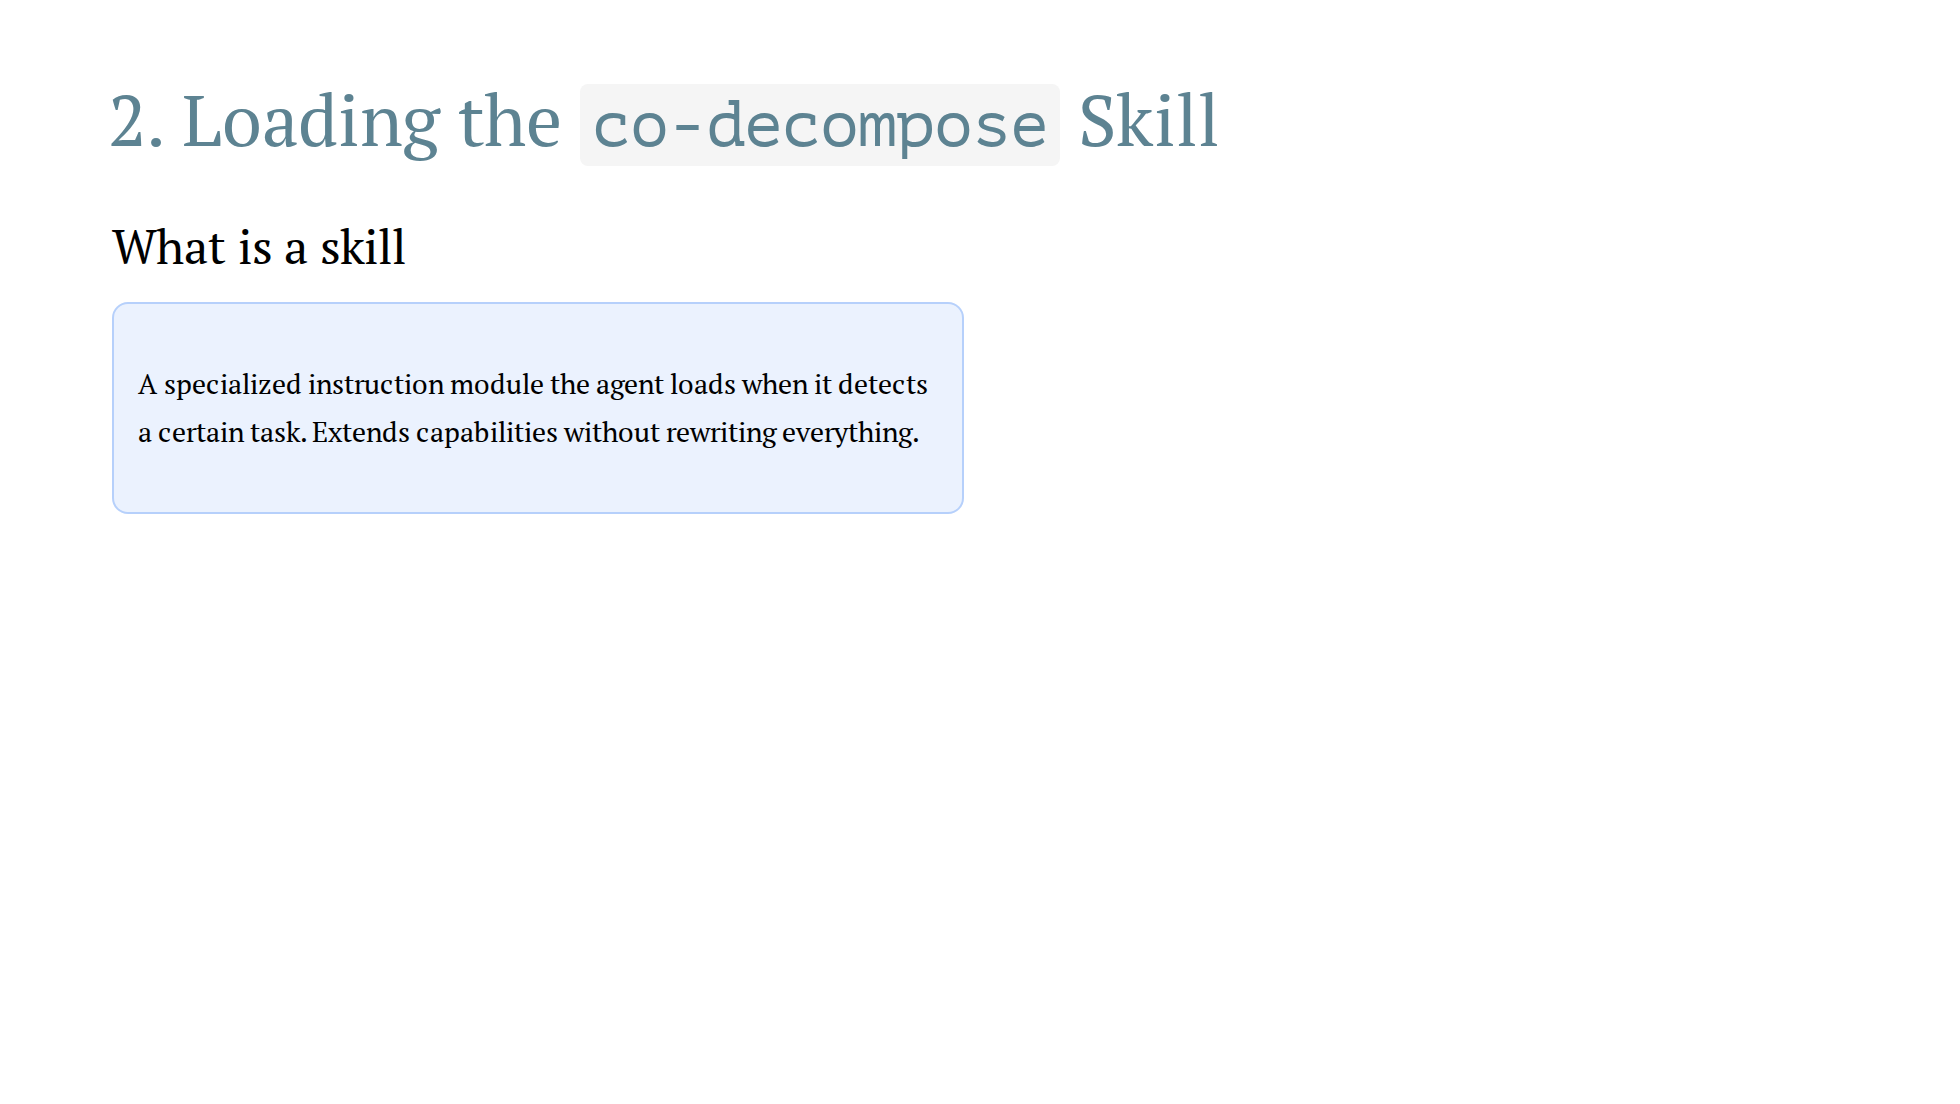 2. Loading the co-decompose Skill
What is a skill
A specialized instruction module the agent loads when it detects
a certain task. Extends capabilities without rewriting everything.